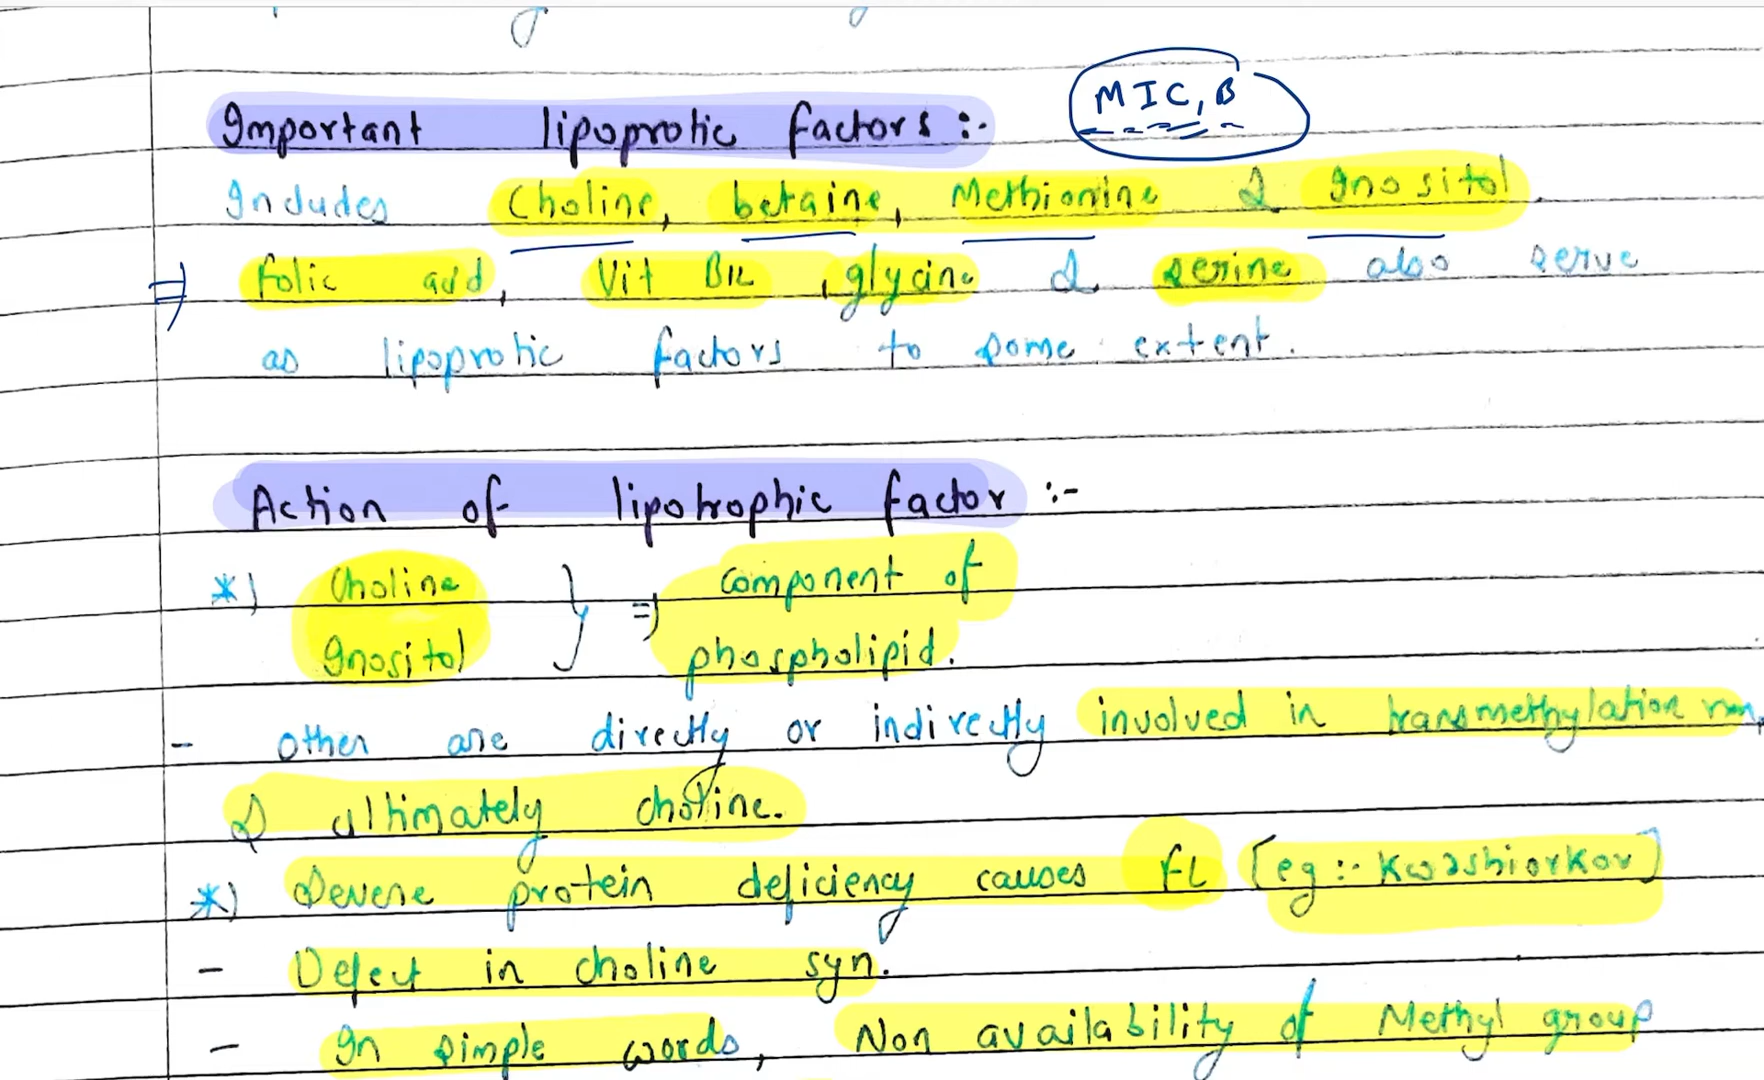 MIC, B
Important lipoprotic factors :-
Includes Choline, betaine, Methionine & Inositol.
⇒ folic acid, Vit B12, glycine & serine also serve
as lipoprotic factors to some extent.
Action of lipotrophic factor :-
*) Choline } ⇒ component of
Inositol phospholipid.
- other are directly or indirectly involved in transmethylation rxn,
& ultimately choline.
*) Severe protein deficiency causes FL [eg:- Kwashiorkor]
- Defect in choline syn.
- In simple words, Non availability of Methyl group